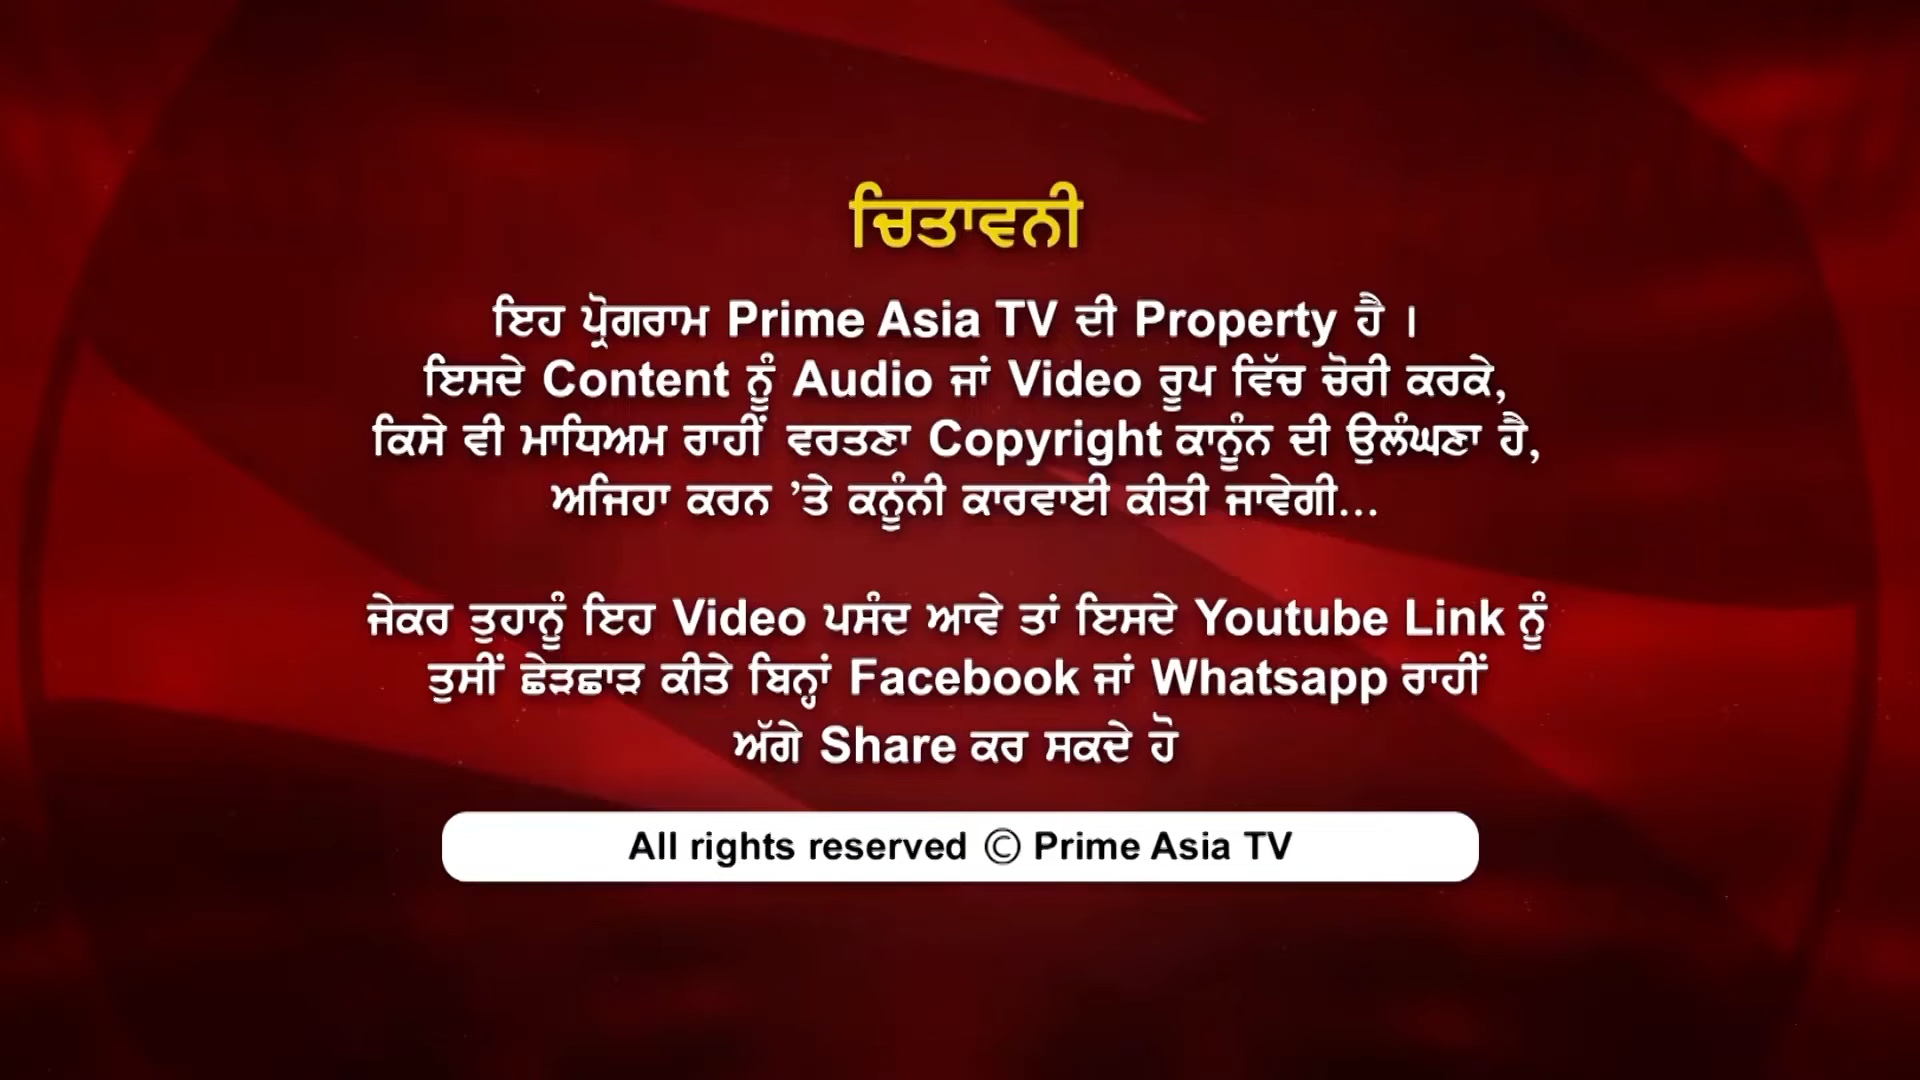 ਚਿਤਾਵਨੀ
ਇਹ ਪ੍ਰੋਗਰਾਮ Prime Asia TV ਦੀ Property ਹੈ ।
ਇਸਦੇ Content ਨੂੰ Audio ਜਾਂ Video ਰੂਪ ਵਿੱਚ ਚੋਰੀ ਕਰਕੇ,
ਕਿਸੇ ਵੀ ਮਾਧਿਅਮ ਰਾਹੀਂ ਵਰਤਣਾ Copyright ਕਾਨੂੰਨ ਦੀ ਉਲੰਘਣਾ ਹੈ,
ਅਜਿਹਾ ਕਰਨ ’ਤੇ ਕਨੂੰਨੀ ਕਾਰਵਾਈ ਕੀਤੀ ਜਾਵੇਗੀ...
ਜੇਕਰ ਤੁਹਾਨੂੰ ਇਹ Video ਪਸੰਦ ਆਵੇ ਤਾਂ ਇਸਦੇ Youtube Link ਨੂੰ
ਤੁਸੀਂ ਛੇੜਛਾੜ ਕੀਤੇ ਬਿਨ੍ਹਾਂ Facebook ਜਾਂ Whatsapp ਰਾਹੀਂ
ਅੱਗੇ Share ਕਰ ਸਕਦੇ ਹੋ
All rights reserved © Prime Asia TV